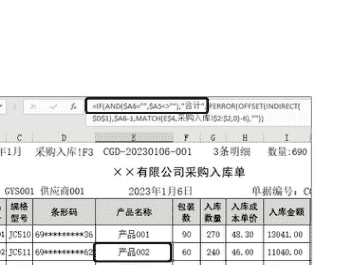 =IF(AND($A6="",$A5<>""),"合计",IFERROR(OFFSET(INDIRECT(
$D$1),$A6-1,MATCH(E$4,采购入库!$2:$2,0)-6),""))
C D E F G H I
年1月 采购入库!F3 CGD-20230106-001 3条明细 数量:690
××有限公司采购入库单
GYS001 供应商001 2023年1月6日 单据编号:
规格型号 条形码 产品名称 包装数 入库数量 入库成本单价 入库金额
JC510 69*********36 产品001 90 270 48.30 13041.00
JC511 69*********62 产品002 60 240 46.00 11040.00